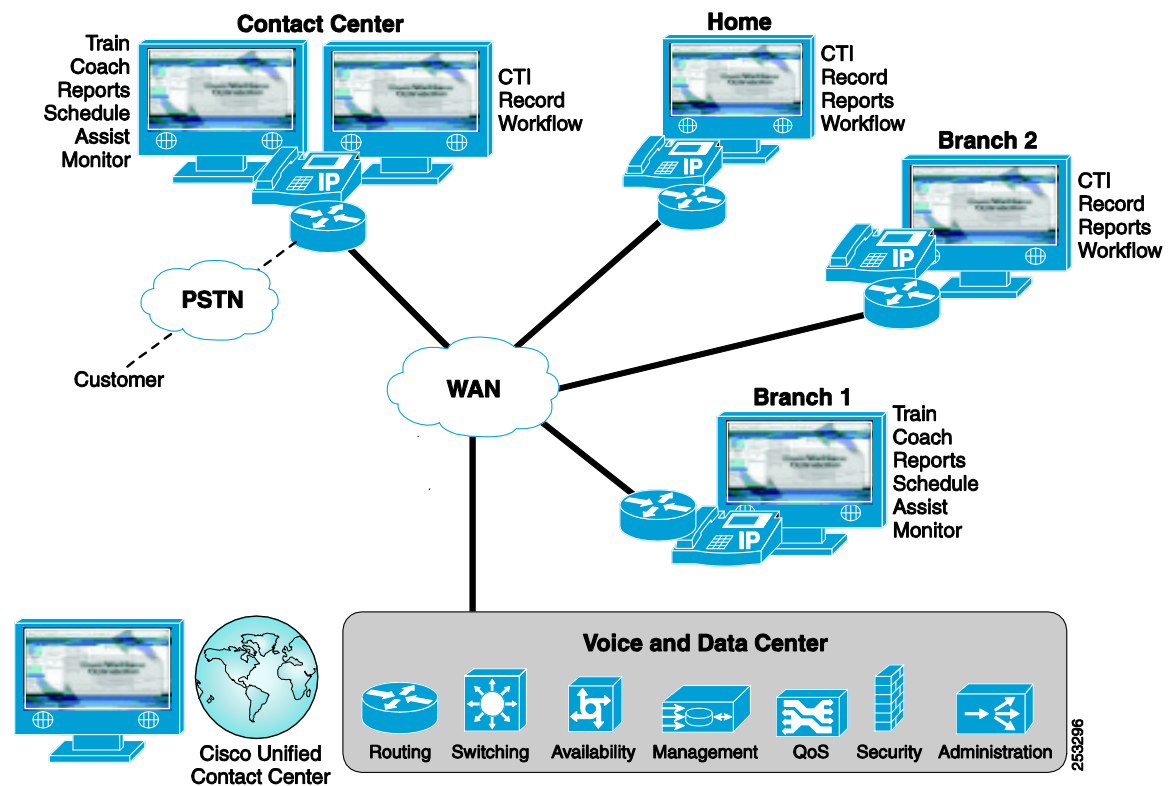 Contact Center
Train
Coach
Reports
Schedule
Assist
Monitor
CTI
Record
Workflow
IP
Home
CTI
Record
Reports
Workflow
IP
Branch 2
CTI
Record
Reports
Workflow
IP
PSTN
Customer
WAN
Branch 1
Train
Coach
Reports
Schedule
Assist
Monitor
IP
Cisco Unified
Contact Center
Voice and Data Center
Routing
Switching
Availability
Management
QoS
Security
Administration
253296